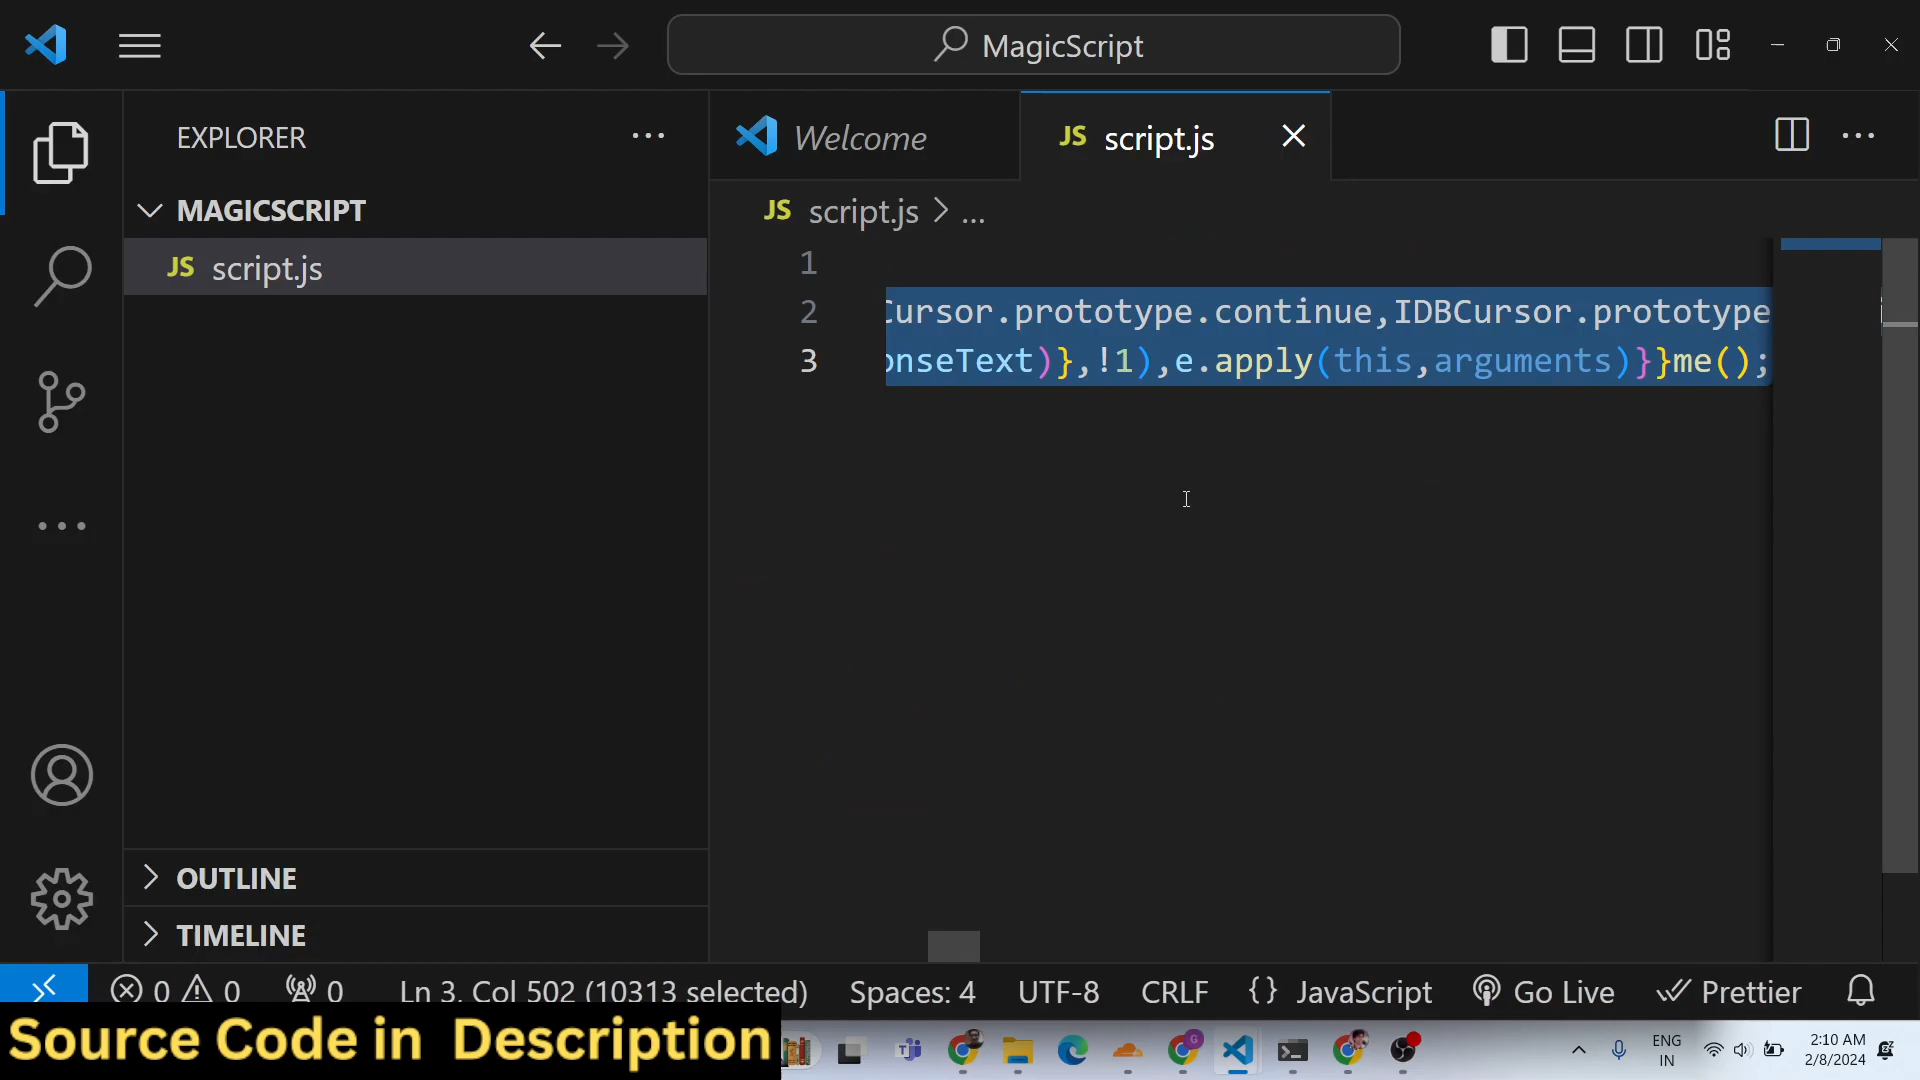 MagicScript
EXPLORER
Welcome
JS script.js
MAGICSCRIPT
JS script.js
JS script.js > ...
1
2 Cursor.prototype.continue,IDBCursor.prototype
3 onseText)},!1),e.apply(this,arguments)}}me();
OUTLINE
TIMELINE
0 0 0 Ln 3, Col 502 (10313 selected) Spaces: 4 UTF-8 CRLF {} JavaScript Go Live Prettier
Source Code in Description
ENG
IN
2:10 AM
2/8/2024